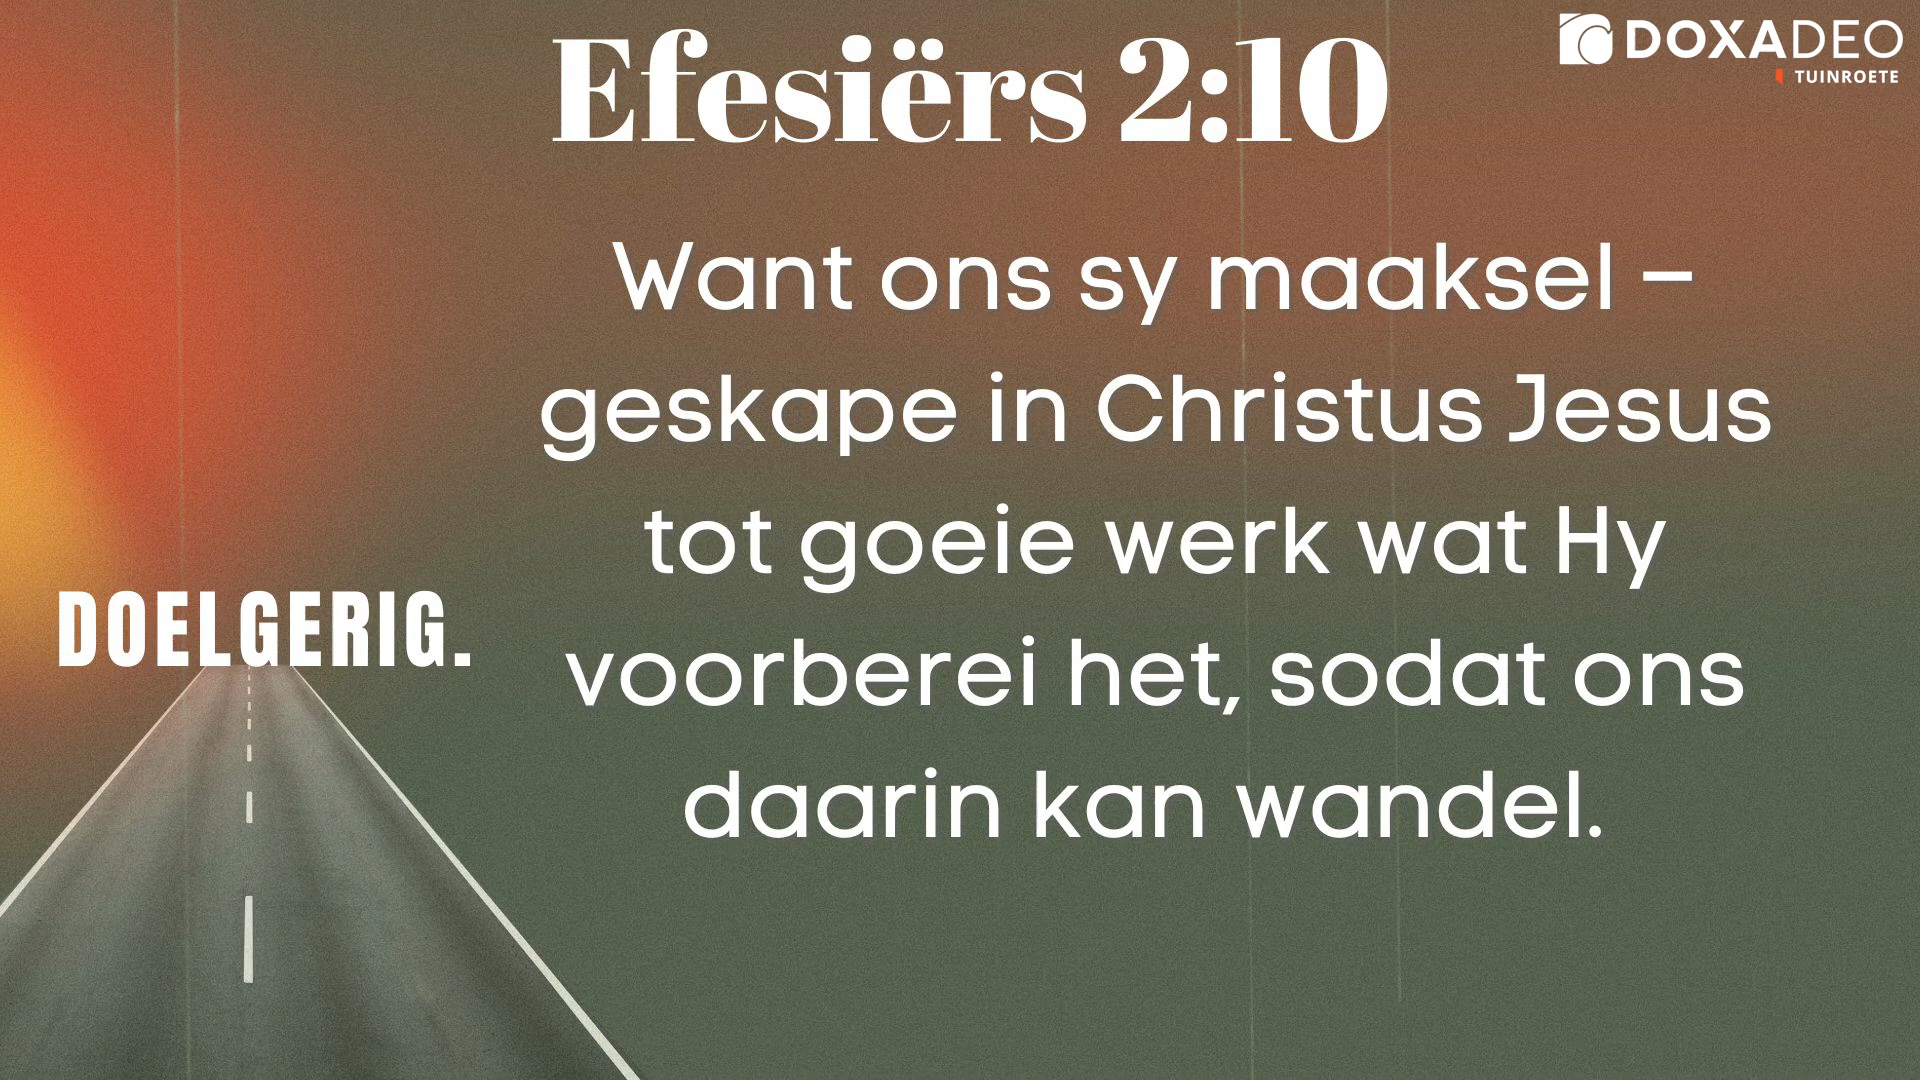 Efesiërs 2:10
DOXADEO
TUINROETE
Want ons sy maaksel –
geskape in Christus Jesus
tot goeie werk wat Hy
voorberei het, sodat ons
daarin kan wandel.
DOELGERIG.